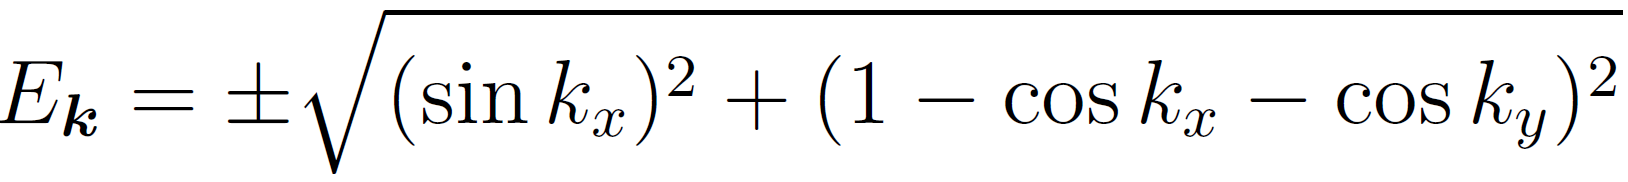 E_𝒌 = ±√((sin k_x)² + (1 − cos k_x − cos k_y)²)